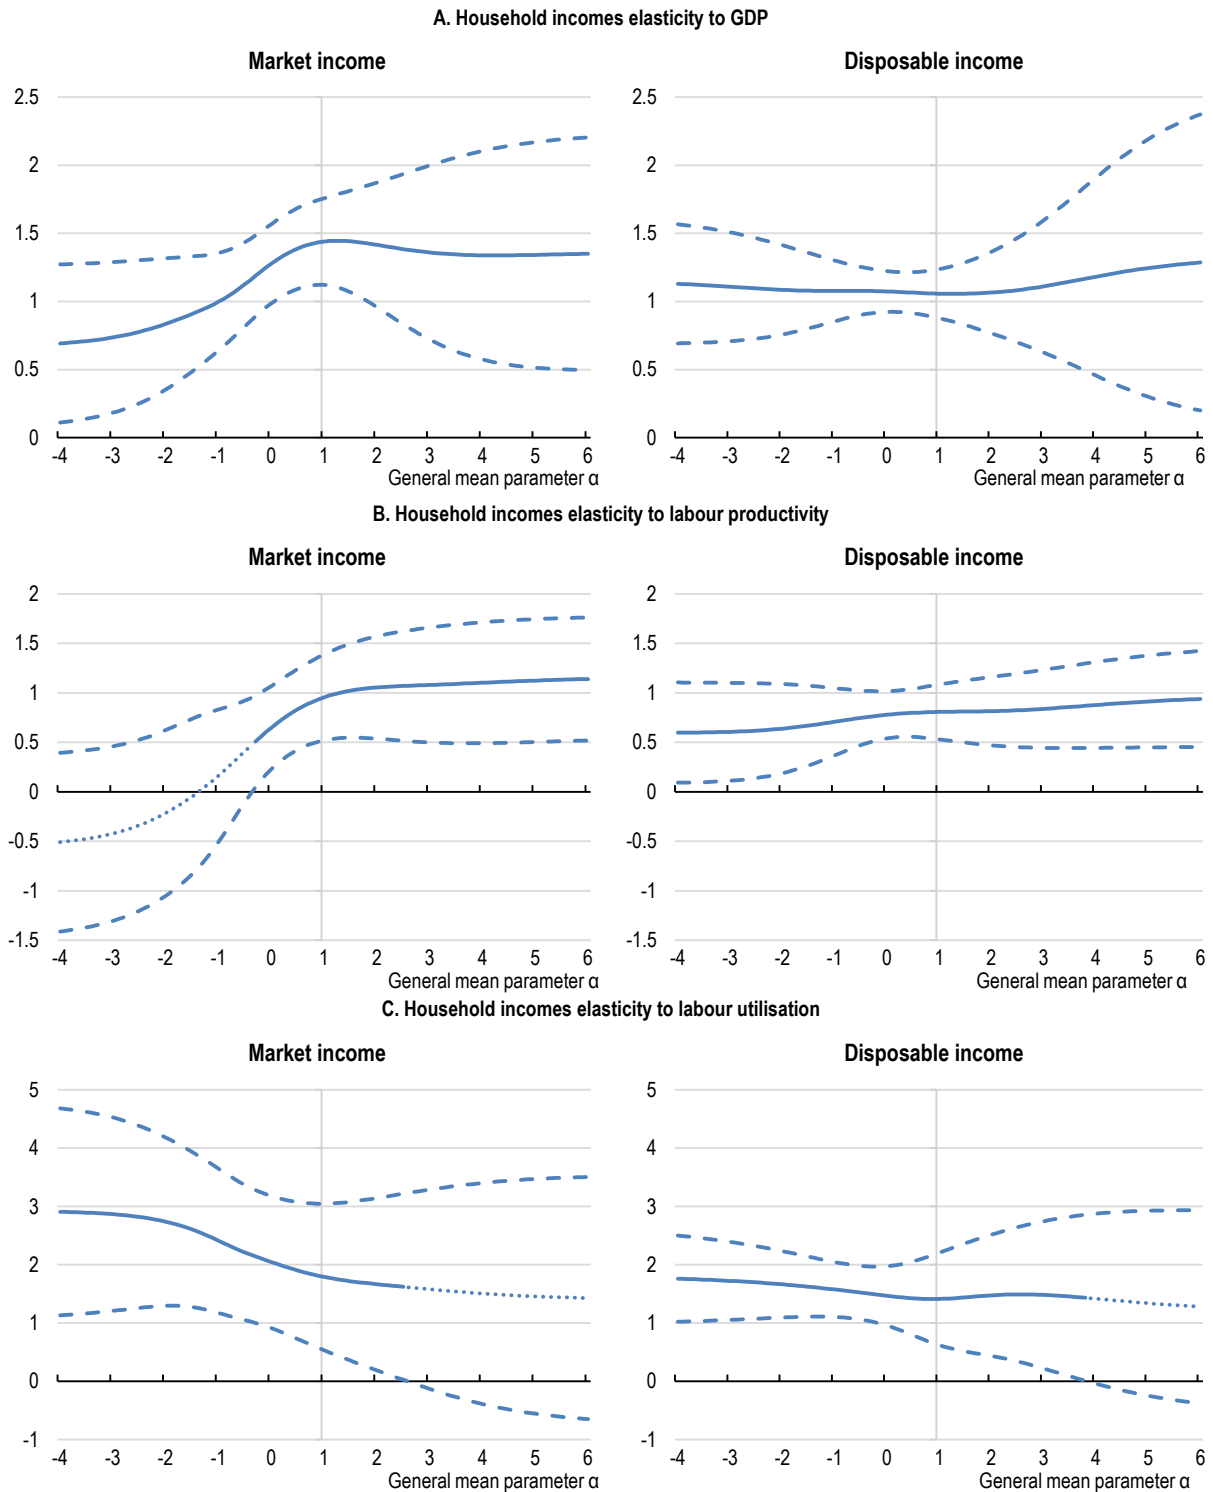 A. Household incomes elasticity to GDP
Market income
Disposable income
2.5
2
1.5
1
0.5
0
-4 -3 -2 -1 0 1 2 3 4 5 6
General mean parameter α
2.5
2
1.5
1
0.5
0
-4 -3 -2 -1 0 1 2 3 4 5 6
General mean parameter α
B. Household incomes elasticity to labour productivity
Market income
Disposable income
2
1.5
1
0.5
0
-0.5
-1
-1.5
-4 -3 -2 -1 0 1 2 3 4 5 6
General mean parameter α
2
1.5
1
0.5
0
-0.5
-1
-1.5
-4 -3 -2 -1 0 1 2 3 4 5 6
General mean parameter α
C. Household incomes elasticity to labour utilisation
Market income
Disposable income
5
4
3
2
1
0
-1
-4 -3 -2 -1 0 1 2 3 4 5 6
General mean parameter α
5
4
3
2
1
0
-1
-4 -3 -2 -1 0 1 2 3 4 5 6
General mean parameter α